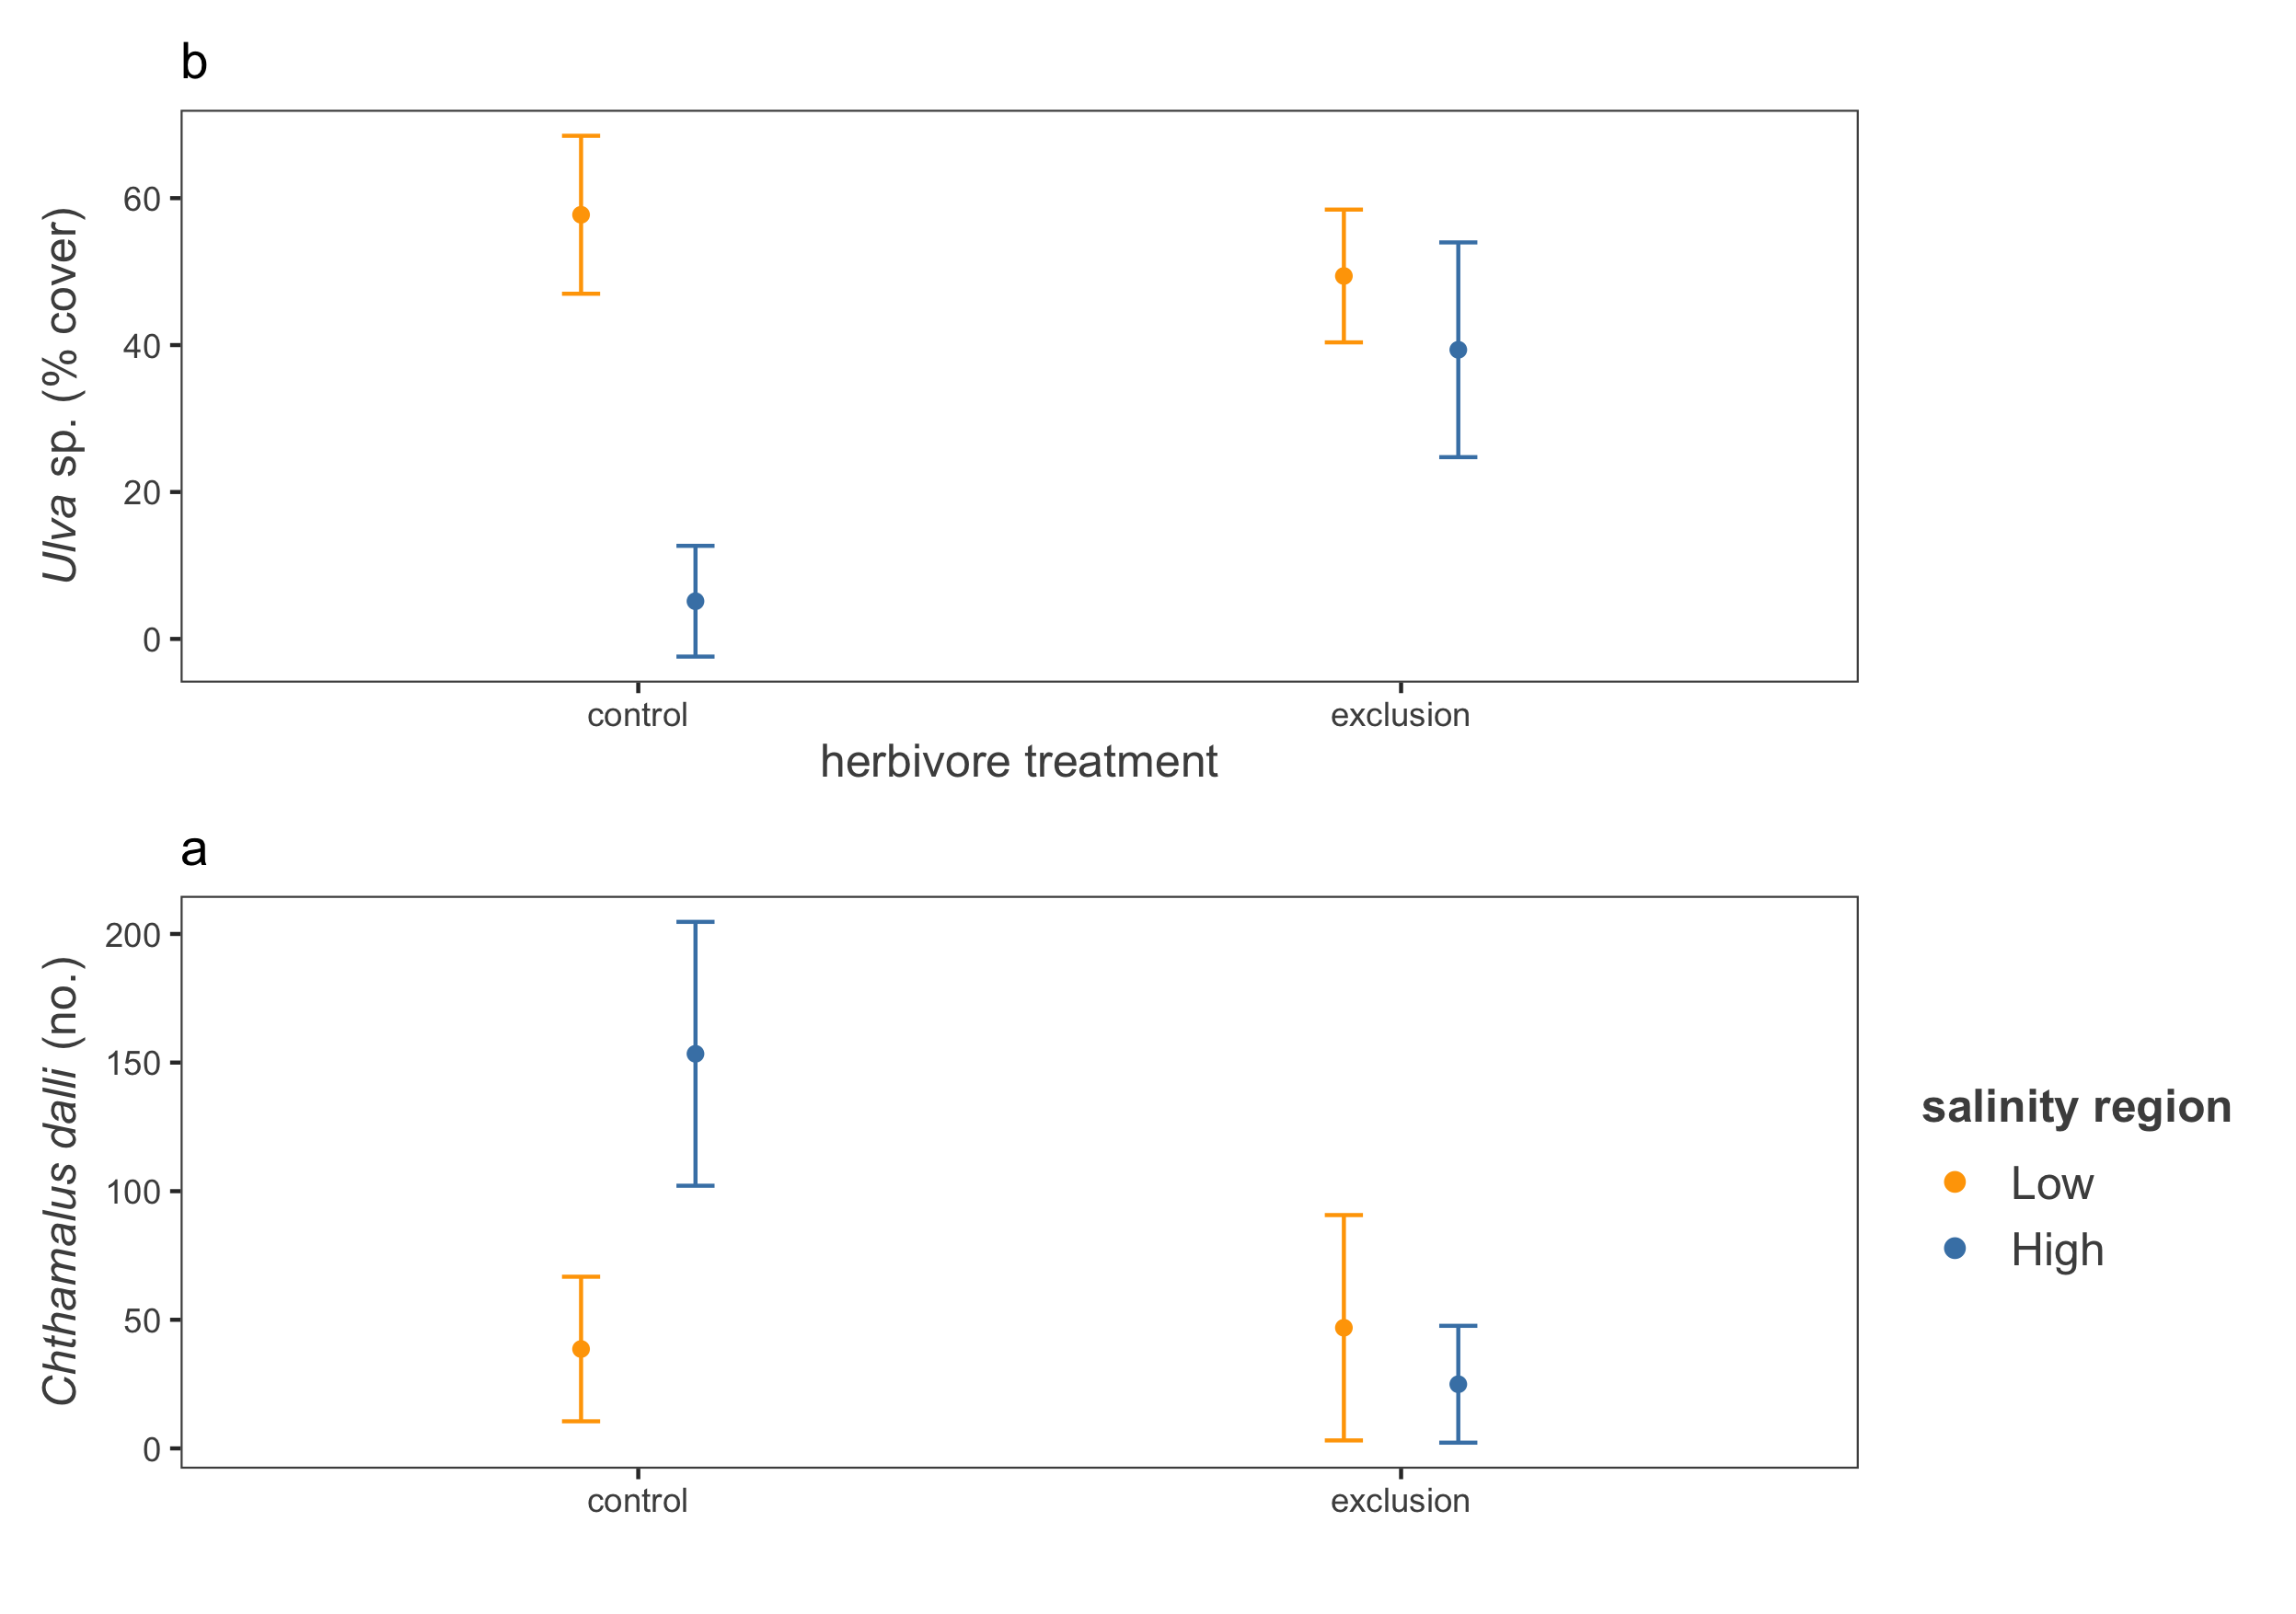 b
Ulva sp. (% cover)
60
40
20
0
control
exclusion
herbivore treatment
a
Chthamalus dalli (no.)
200
150
100
50
0
control
exclusion
salinity region
Low
High